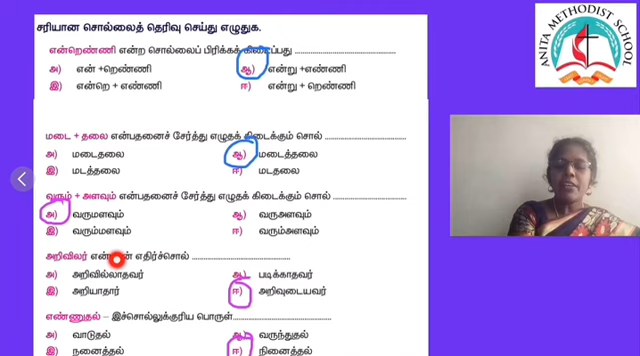 சரியான சொல்லைத் தெரிவு செய்து எழுதுக.
ANITA METHODIST SCHOOL
என்றெண்ணி என்ற சொல்லைப் பிரிக்கக் கிடைப்பது ........................................
அ) என் +றெண்ணி ஆ) என்று +எண்ணி
இ) என்றெ + எண்ணி ஈ) என்று + றெண்ணி
மடை + தலை என்பதனைச் சேர்த்து எழுதக் கிடைக்கும் சொல் ................................
அ) மடைதலை ஆ) மடைத்தலை
இ) மடத்தலை ஈ) மடதலை
வரும் + அளவும் என்பதனைச் சேர்த்து எழுதக் கிடைக்கும் சொல் ............................
அ) வருமளவும் ஆ) வருஅளவும்
இ) வரும்மளவும் ஈ) வரும்அளவும்
அறிவிலர் எதிர்ச்சொல் ........................................
அ) அறிவில்லாதவர் ஆ) படிக்காதவர்
இ) அறியாதார் ஈ) அறிவுடையவர்
எண்ணுதல் – இச்சொல்லுக்குரிய பொருள்........................................
அ) வாடுதல் ஆ) வருந்துதல்
இ) நனைத்தல் ஈ) நினைத்தல்